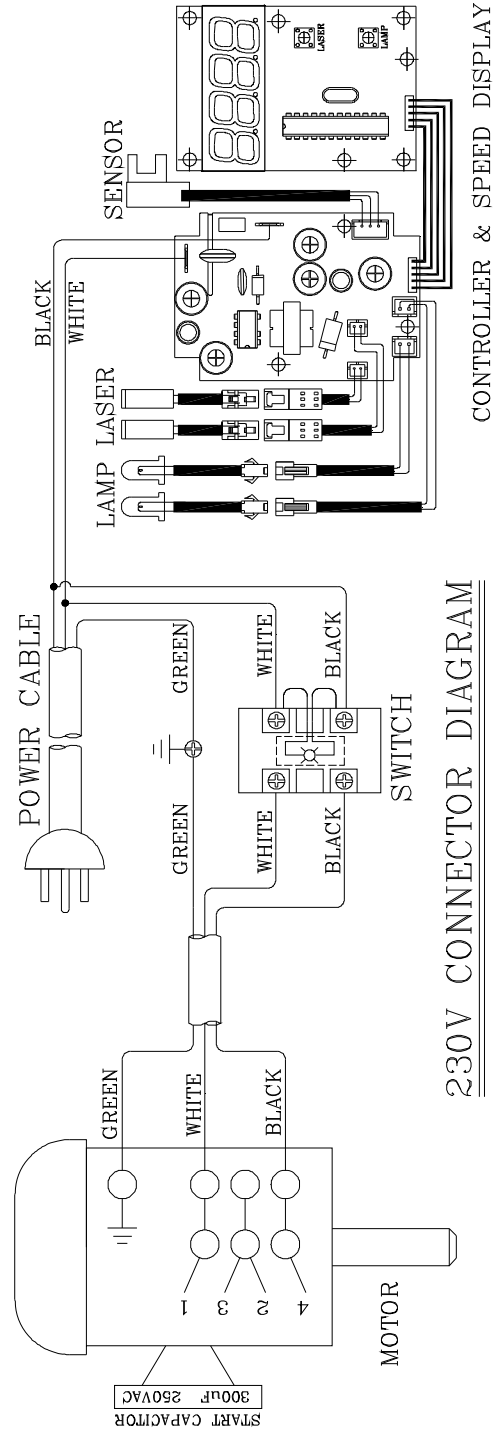 POWER CABLE
BLACK
WHITE
SENSOR
LASER
LAMP
LASER
LAMP
CONTROLLER & SPEED DISPLAY
GREEN
WHITE
BLACK
SWITCH
GREEN
WHITE
BLACK
GREEN
WHITE
BLACK
1
3
2
4
MOTOR
START CAPACITOR
300uF 250VAC
230V CONNECTOR DIAGRAM